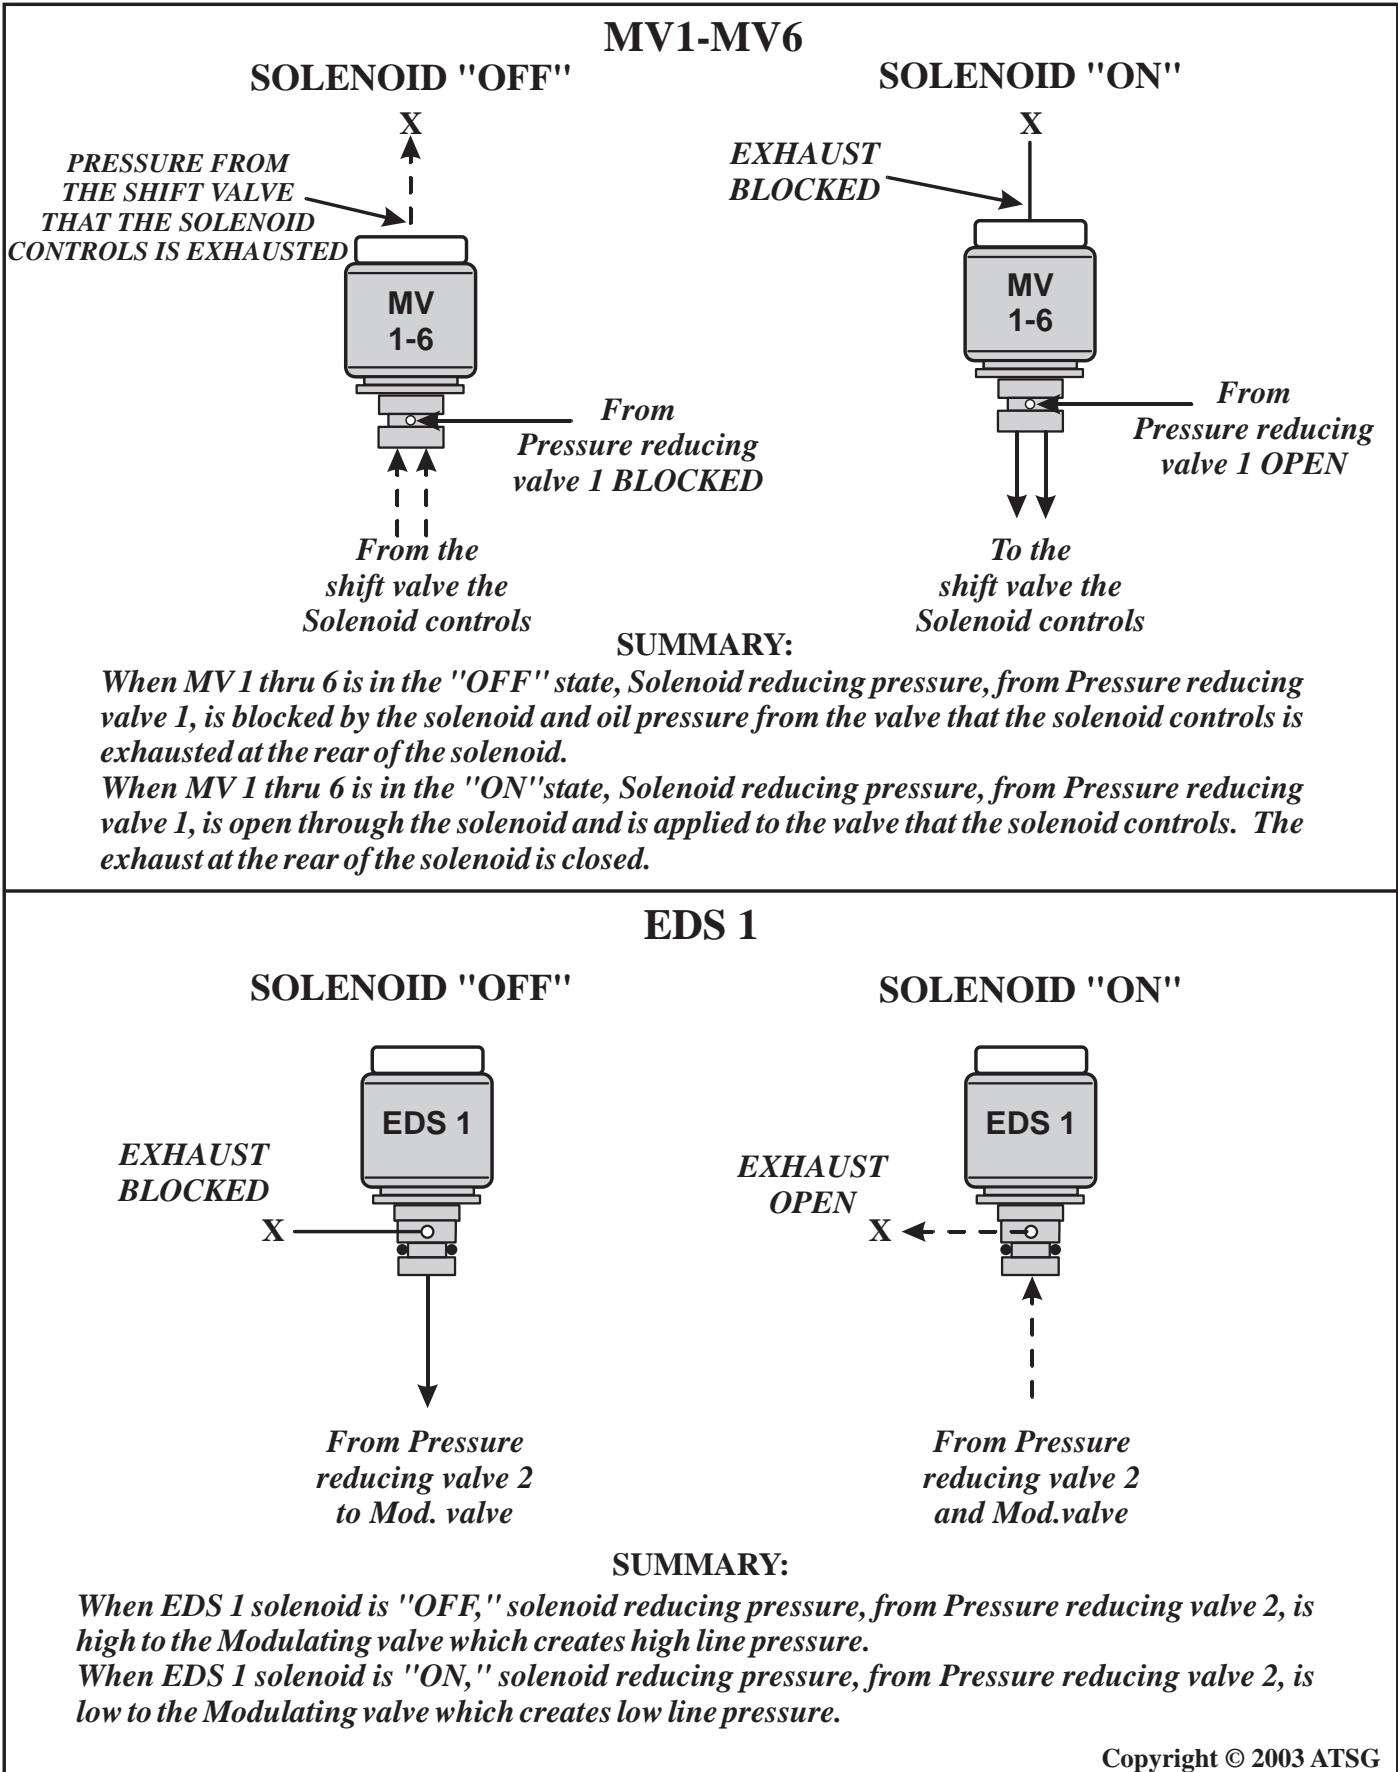 MV1-MV6
SOLENOID "OFF"
X
PRESSURE FROM
THE SHIFT VALVE
THAT THE SOLENOID
CONTROLS IS EXHAUSTED
MV
1-6
From
Pressure reducing
valve 1 BLOCKED
From the
shift valve the
Solenoid controls
SOLENOID "ON"
X
EXHAUST
BLOCKED
MV
1-6
From
Pressure reducing
valve 1 OPEN
To the
shift valve the
Solenoid controls
SUMMARY:
When MV 1 thru 6 is in the "OFF" state, Solenoid reducing pressure, from Pressure reducing
valve 1, is blocked by the solenoid and oil pressure from the valve that the solenoid controls is
exhausted at the rear of the solenoid.
When MV 1 thru 6 is in the "ON"state, Solenoid reducing pressure, from Pressure reducing
valve 1, is open through the solenoid and is applied to the valve that the solenoid controls. The
exhaust at the rear of the solenoid is closed.
EDS 1
SOLENOID "OFF"
EDS 1
EXHAUST
BLOCKED
X
From Pressure
reducing valve 2
to Mod. valve
SOLENOID "ON"
EDS 1
EXHAUST
OPEN
X
From Pressure
reducing valve 2
and Mod.valve
SUMMARY:
When EDS 1 solenoid is "OFF," solenoid reducing pressure, from Pressure reducing valve 2, is
high to the Modulating valve which creates high line pressure.
When EDS 1 solenoid is "ON," solenoid reducing pressure, from Pressure reducing valve 2, is
low to the Modulating valve which creates low line pressure.
Copyright © 2003 ATSG